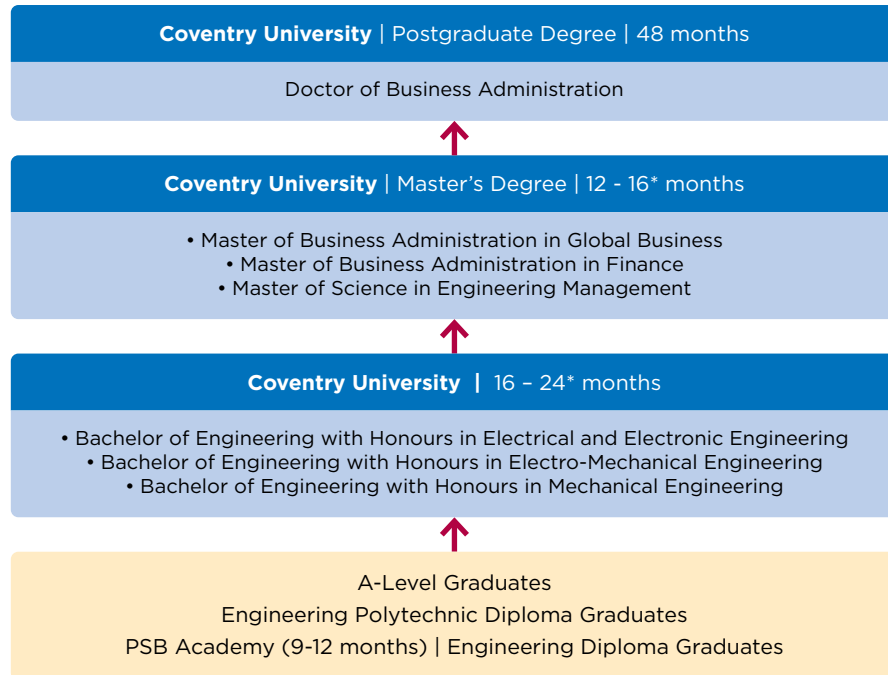 Coventry University | Postgraduate Degree | 48 months
Doctor of Business Administration
Coventry University | Master's Degree | 12 - 16* months
• Master of Business Administration in Global Business
• Master of Business Administration in Finance
• Master of Science in Engineering Management
Coventry University | 16 – 24* months
• Bachelor of Engineering with Honours in Electrical and Electronic Engineering
• Bachelor of Engineering with Honours in Electro-Mechanical Engineering
• Bachelor of Engineering with Honours in Mechanical Engineering
A-Level Graduates
Engineering Polytechnic Diploma Graduates
PSB Academy (9-12 months) | Engineering Diploma Graduates